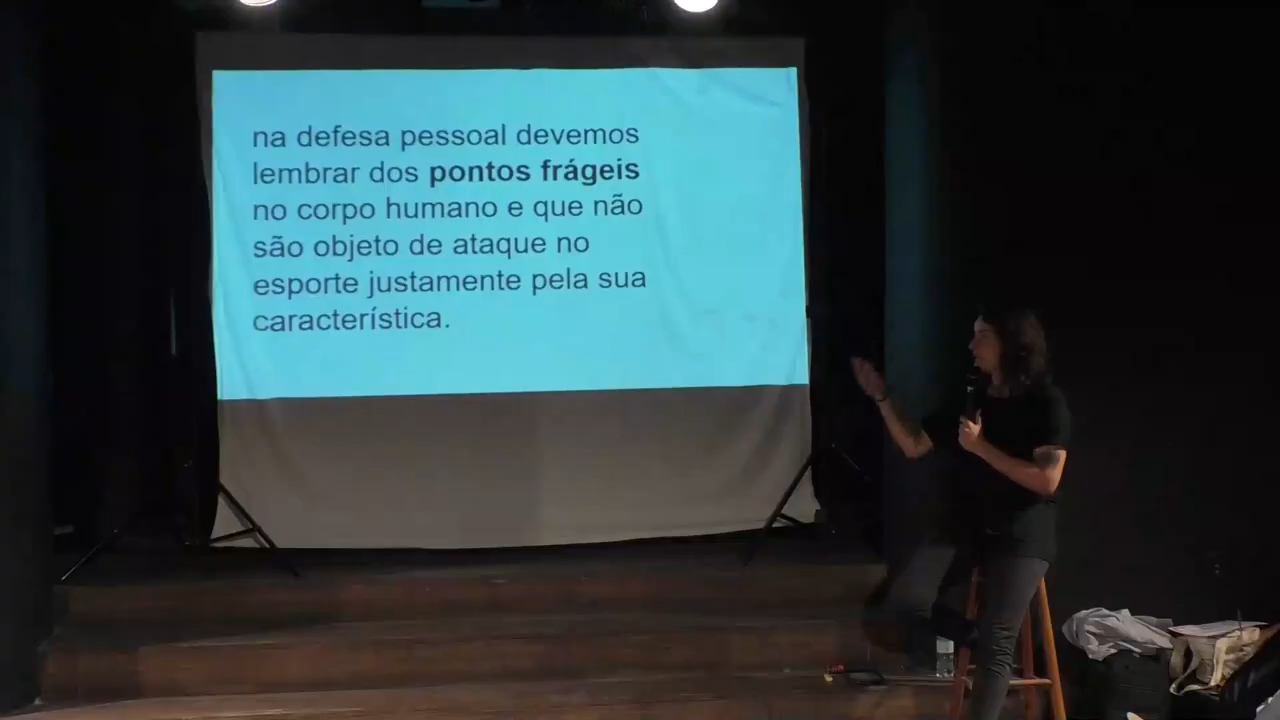 na defesa pessoal devemos
lembrar dos pontos frágeis
no corpo humano e que não
são objeto de ataque no
esporte justamente pela sua
característica.